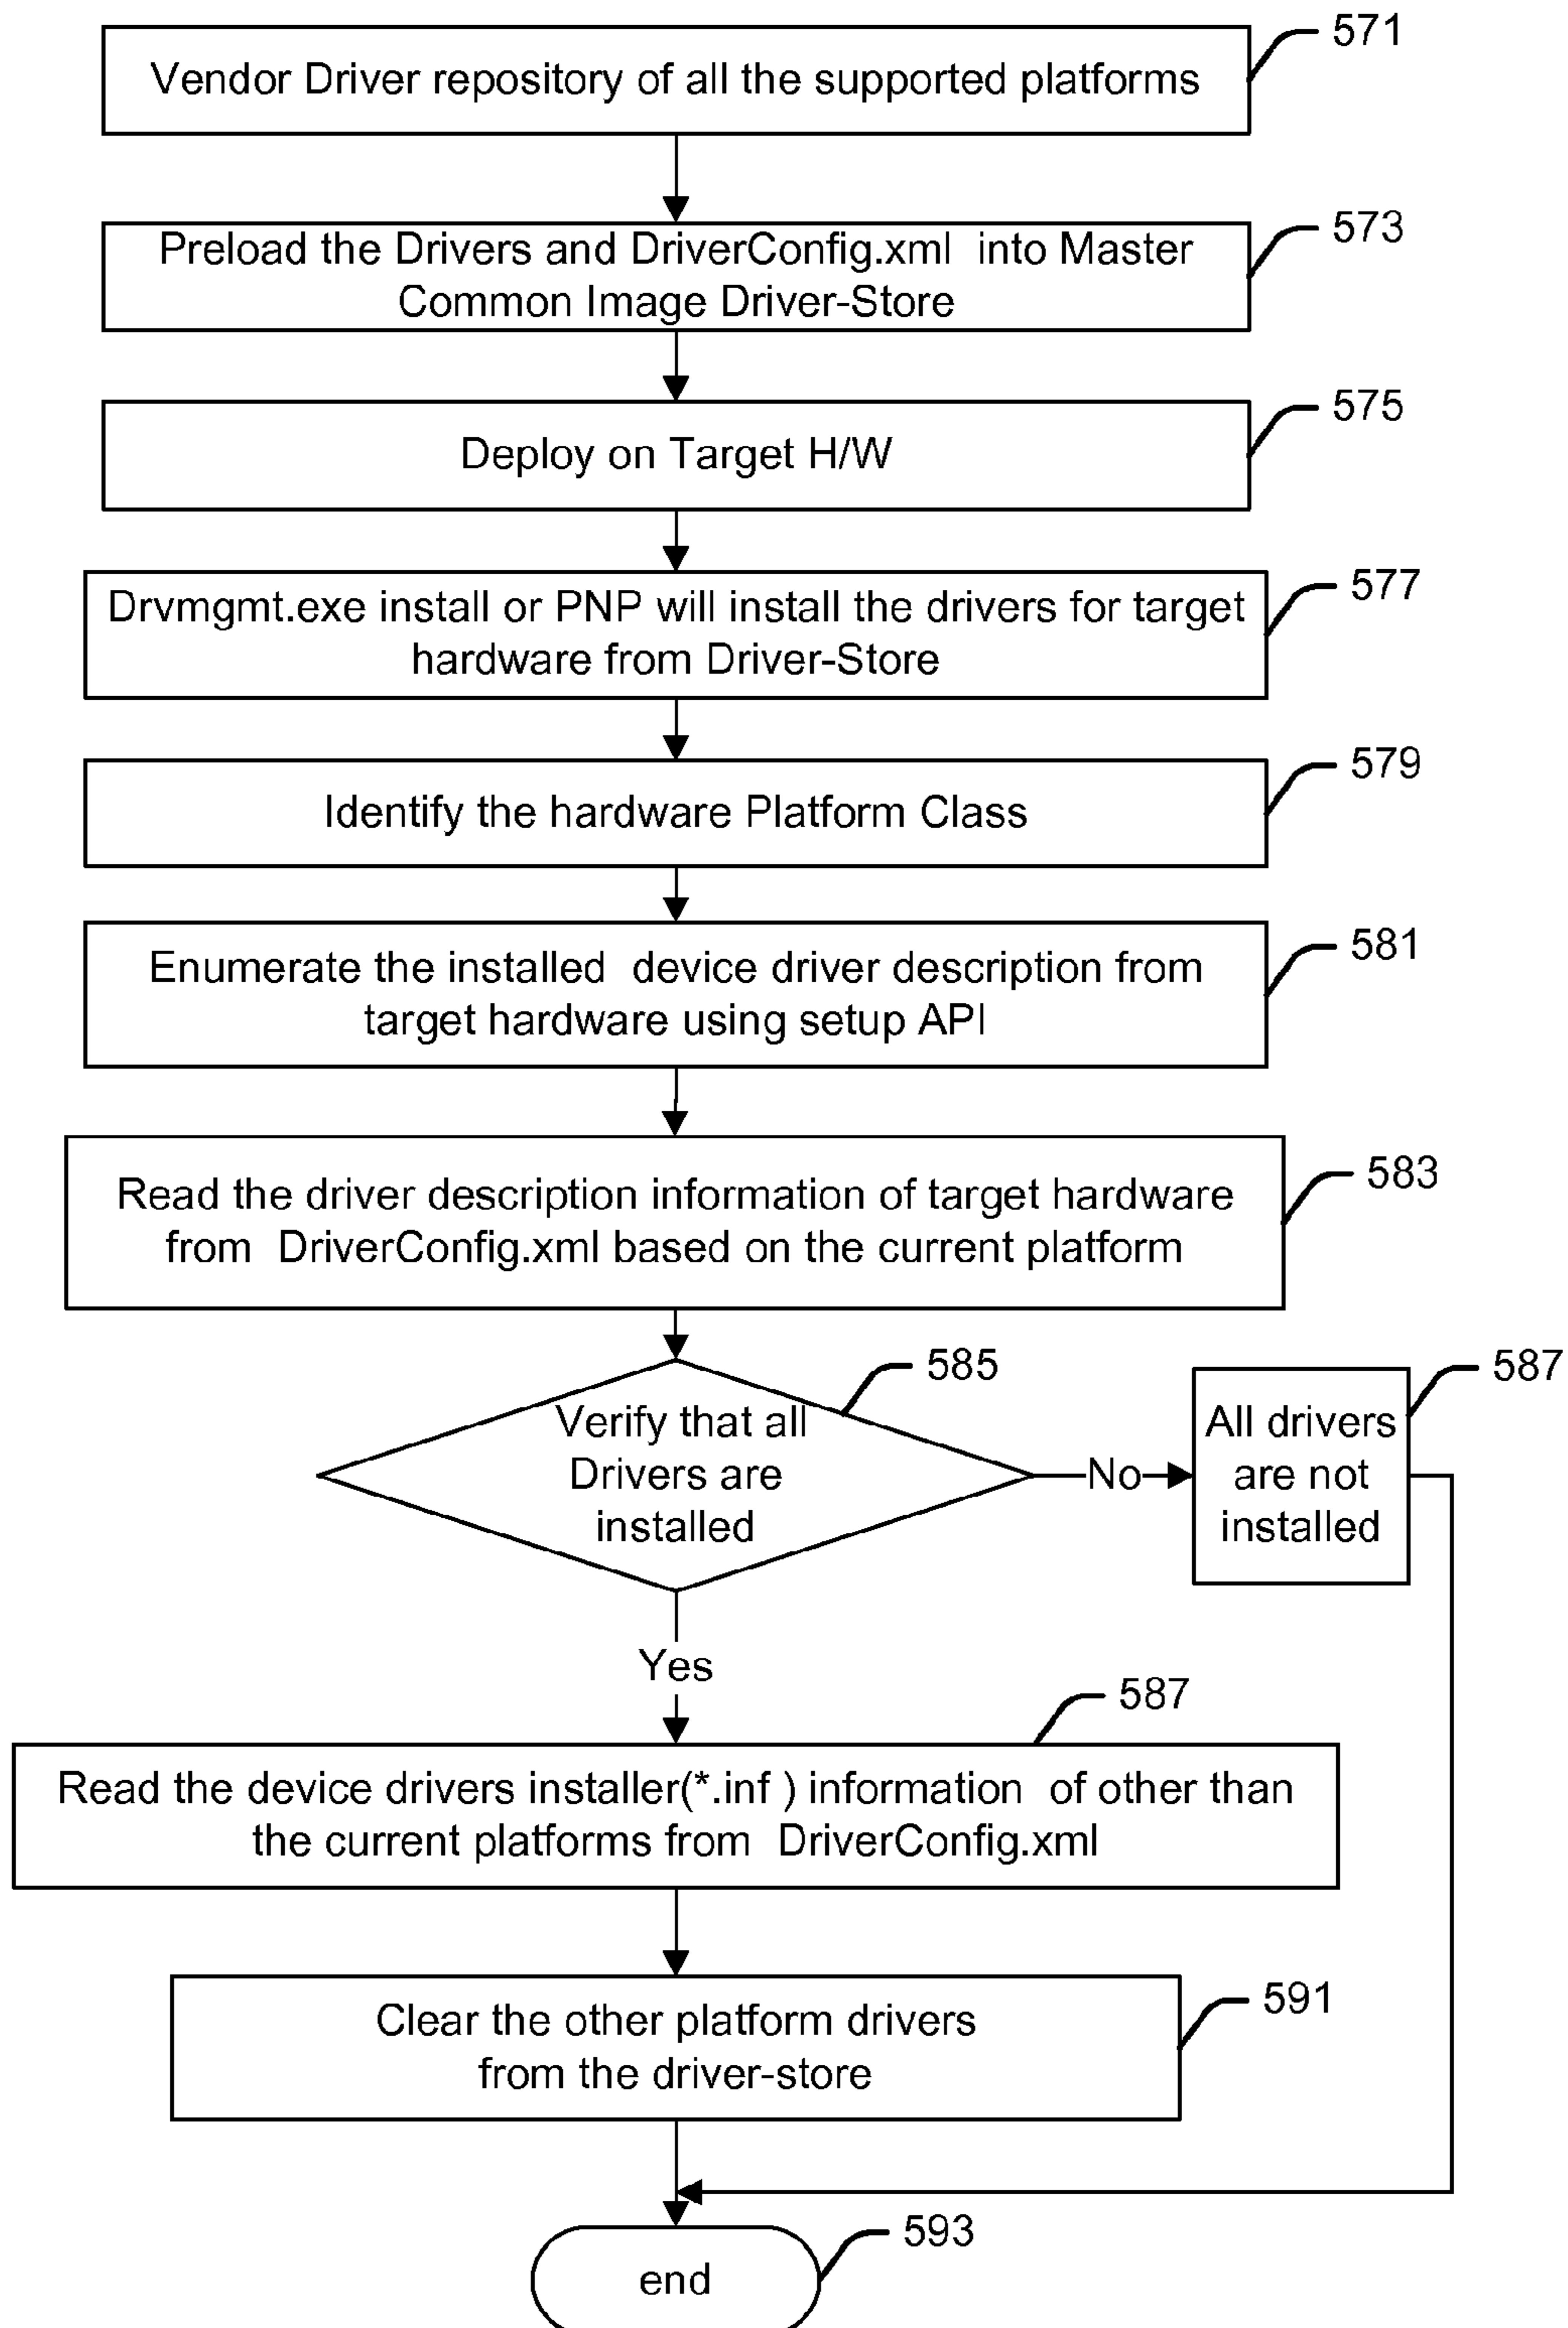 571
Vendor Driver repository of all the supported platforms
573
Preload the Drivers and DriverConfig.xml into Master
Common Image Driver-Store
575
Deploy on Target H/W
577
Drvmgmt.exe install or PNP will install the drivers for target
hardware from Driver-Store
579
Identify the hardware Platform Class
581
Enumerate the installed device driver description from
target hardware using setup API
583
Read the driver description information of target hardware
from DriverConfig.xml based on the current platform
585
Verify that all
Drivers are
installed
No
587
All drivers
are not
installed
Yes
587
Read the device drivers installer(*.inf ) information of other than
the current platforms from DriverConfig.xml
591
Clear the other platform drivers
from the driver-store
593
end